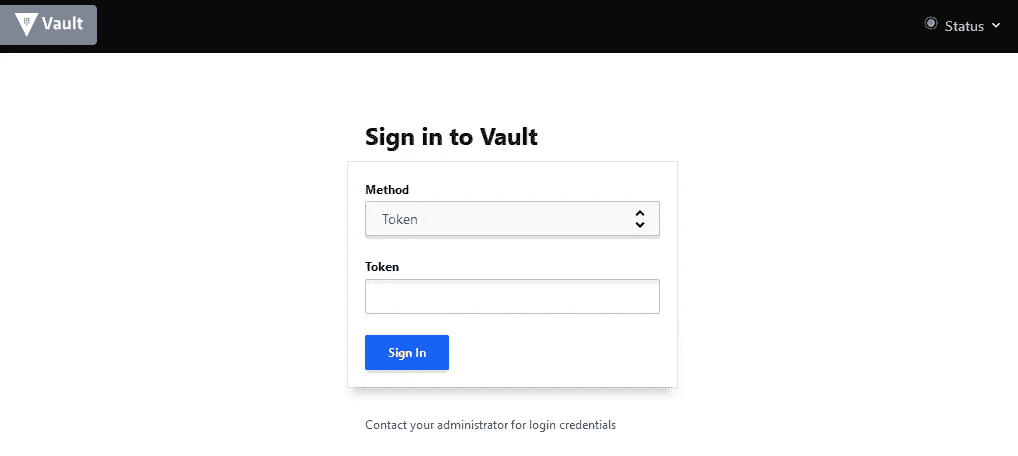 Vault
Status
Sign in to Vault
Method
Token
Token
Sign In
Contact your administrator for login credentials